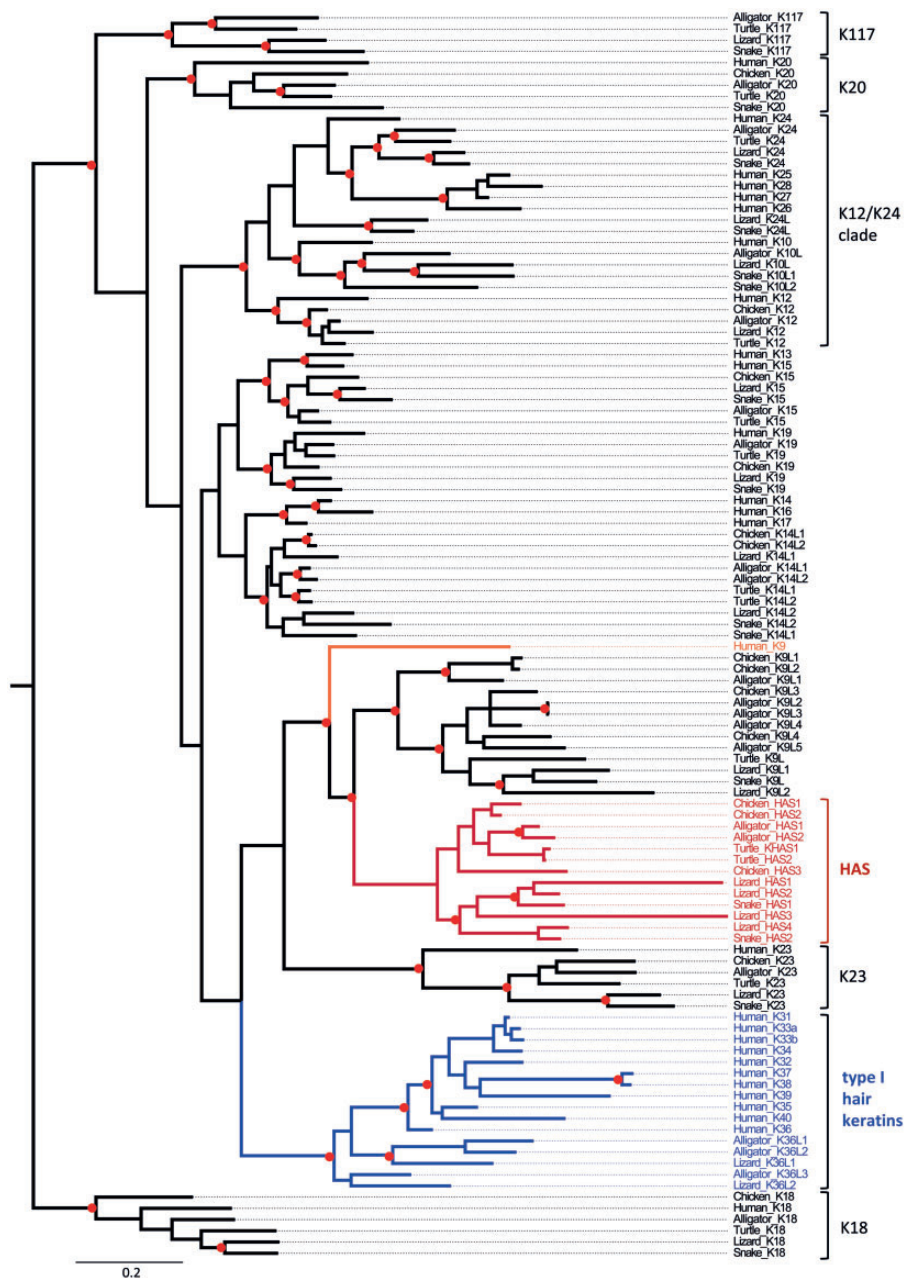 Alligator_K117
Turtle_K117
Lizard_K117
Snake_K117
K117
Human_K20
Chicken_K20
Alligator_K20
Turtle_K20
Snake_K20
K20
Human_K24
Alligator_K24
Turtle_K24
Lizard_K24
Snake_K24
Human_K25
Human_K28
Human_K27
Human_K26
Lizard_K24L
Snake_K24L
Human_K10
Alligator_K10L
Lizard_K10L
Snake_K10L1
Snake_K10L2
Human_K12
Chicken_K12
Alligator_K12
Lizard_K12
Turtle_K12
K12/K24
clade
Human_K13
Human_K15
Chicken_K15
Lizard_K15
Snake_K15
Alligator_K15
Turtle_K15
Human_K19
Alligator_K19
Turtle_K19
Chicken_K19
Lizard_K19
Snake_K19
Human_K14
Human_K16
Human_K17
Chicken_K14L1
Chicken_K14L2
Lizard_K14L1
Alligator_K14L1
Alligator_K14L2
Turtle_K14L1
Turtle_K14L2
Lizard_K14L2
Snake_K14L2
Snake_K14L1
Human_K9
Chicken_K9L1
Chicken_K9L2
Alligator_K9L1
Chicken_K9L3
Alligator_K9L2
Alligator_K9L3
Alligator_K9L4
Chicken_K9L4
Alligator_K9L5
Turtle_K9L
Lizard_K9L1
Snake_K9L
Lizard_K9L2
Chicken_HAS1
Chicken_HAS2
Alligator_HAS1
Alligator_HAS2
Turtle_KHAS1
Turtle_HAS2
Chicken_HAS3
Lizard_HAS1
Lizard_HAS2
Snake_HAS1
Lizard_HAS3
Lizard_HAS4
Snake_HAS2
HAS
Human_K23
Chicken_K23
Alligator_K23
Turtle_K23
Lizard_K23
Snake_K23
K23
Human_K31
Human_K33a
Human_K33b
Human_K34
Human_K32
Human_K37
Human_K38
Human_K39
Human_K35
Human_K40
Human_K36
Alligator_K36L1
Alligator_K36L2
Lizard_K36L1
Alligator_K36L3
Lizard_K36L2
type I
hair
keratins
Chicken_K18
Human_K18
Alligator_K18
Turtle_K18
Lizard_K18
Snake_K18
K18
0.2